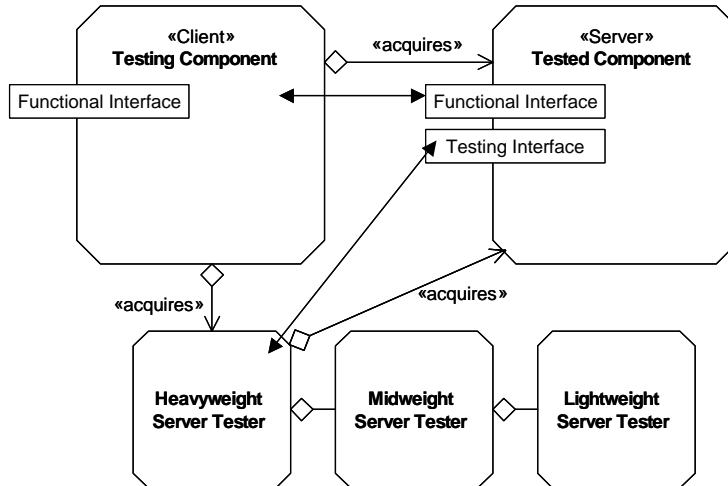 «Client»
Testing Component
«acquires»
«Server»
Tested Component
Functional Interface
Functional Interface
Testing Interface
«acquires»
«acquires»
Heavyweight
Server Tester
Midweight
Server Tester
Lightweight
Server Tester